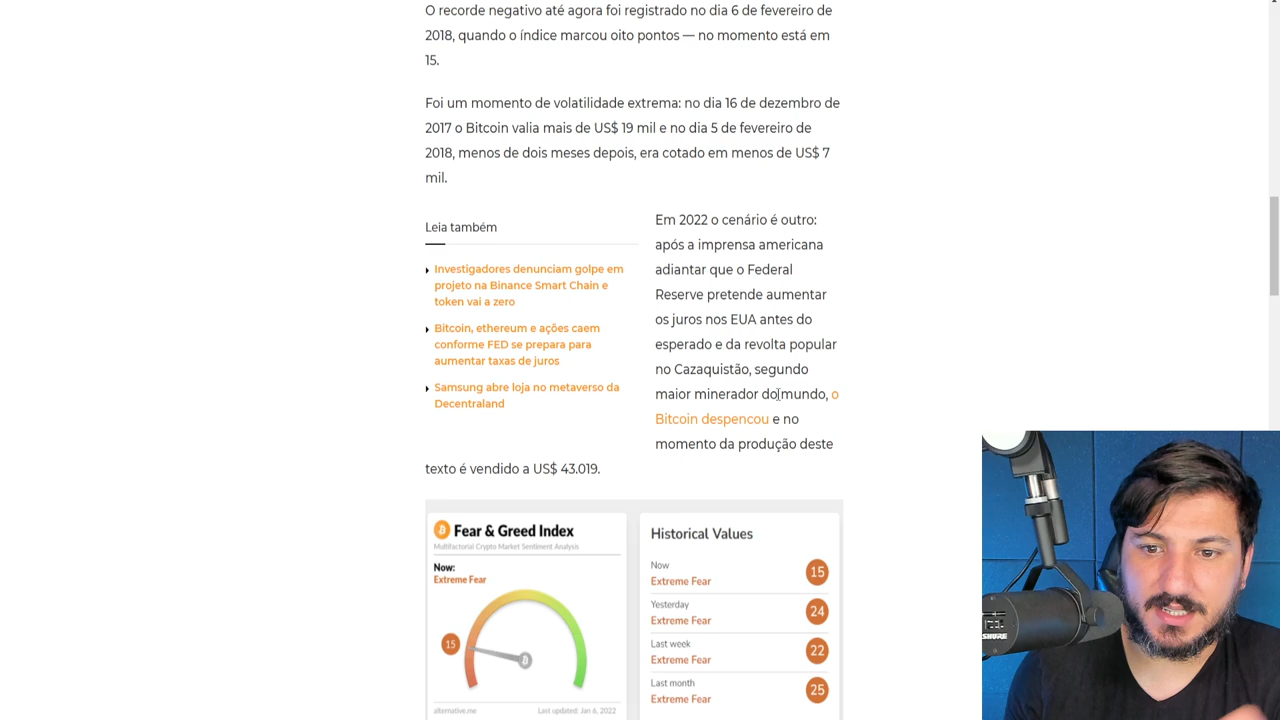 O recorde negativo até agora foi registrado no dia 6 de fevereiro de
2018, quando o índice marcou oito pontos — no momento está em
15.
Foi um momento de volatilidade extrema: no dia 16 de dezembro de
2017 o Bitcoin valia mais de US$ 19 mil e no dia 5 de fevereiro de
2018, menos de dois meses depois, era cotado em menos de US$ 7
mil.
Leia também
Investigadores denunciam golpe em
projeto na Binance Smart Chain e
token vai a zero
Bitcoin, ethereum e ações caem
conforme FED se prepara para
aumentar taxas de juros
Samsung abre loja no metaverso da
Decentraland
Em 2022 o cenário é outro:
após a imprensa americana
adiantar que o Federal
Reserve pretende aumentar
os juros nos EUA antes do
esperado e da revolta popular
no Cazaquistão, segundo
maior minerador do mundo, o
Bitcoin despencou e no
momento da produção deste
texto é vendido a US$ 43.019.
Fear & Greed Index
Multifactorial Crypto Market Sentiment Analysis
Now:
Extreme Fear
15
alternative.me
Last updated: Jan 6, 2022
Historical Values
Now
Extreme Fear
15
Yesterday
Extreme Fear
24
Last week
Extreme Fear
22
Last month
Extreme Fear
25
SHURE